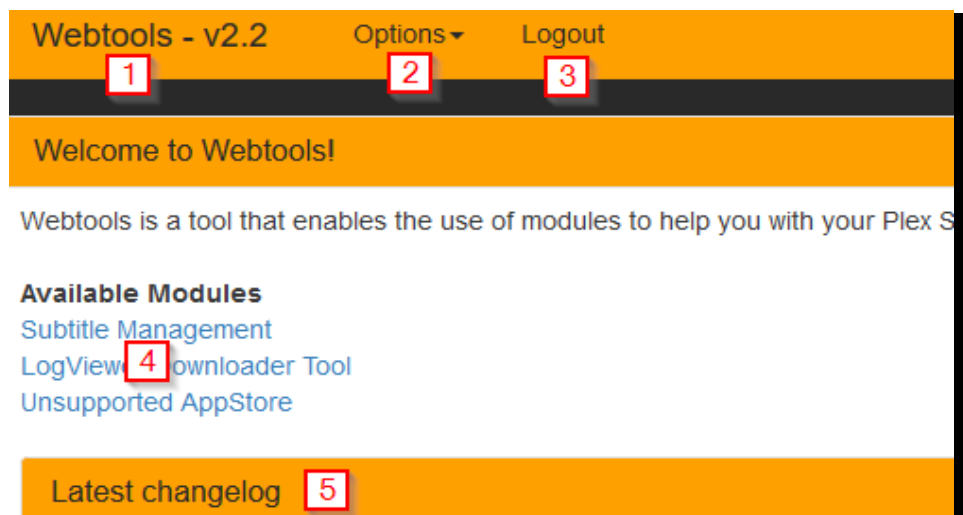 Webtools - v2.2 Options Logout
1 2 3
Welcome to Webtools!
Webtools is a tool that enables the use of modules to help you with your Plex S
Available Modules
Subtitle Management
LogViewe 4 ownloader Tool
Unsupported AppStore
Latest changelog 5